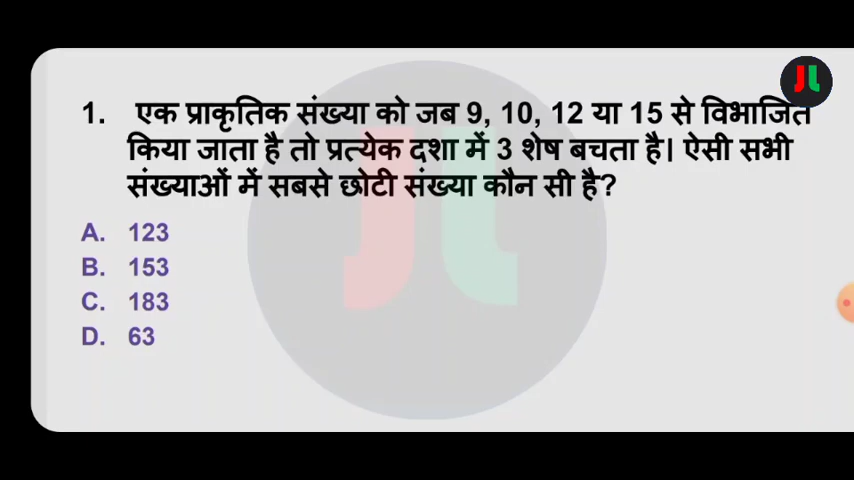 1. एक प्राकृतिक संख्या को जब 9, 10, 12 या 15 से विभाजित
किया जाता है तो प्रत्येक दशा में 3 शेष बचता है। ऐसी सभी
संख्याओं में सबसे छोटी संख्या कौन सी है?
A. 123
B. 153
C. 183
D. 63